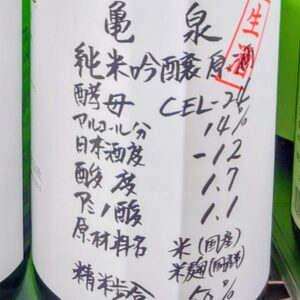 亀泉
生酒
純米吟醸原酒
酵母 CEL-24
アルコール分 14%
日本酒度 -12
酸度 1.7
アミノ酸 1.1
原材料名 米(国産)
米麹(国産米)
精米歩合